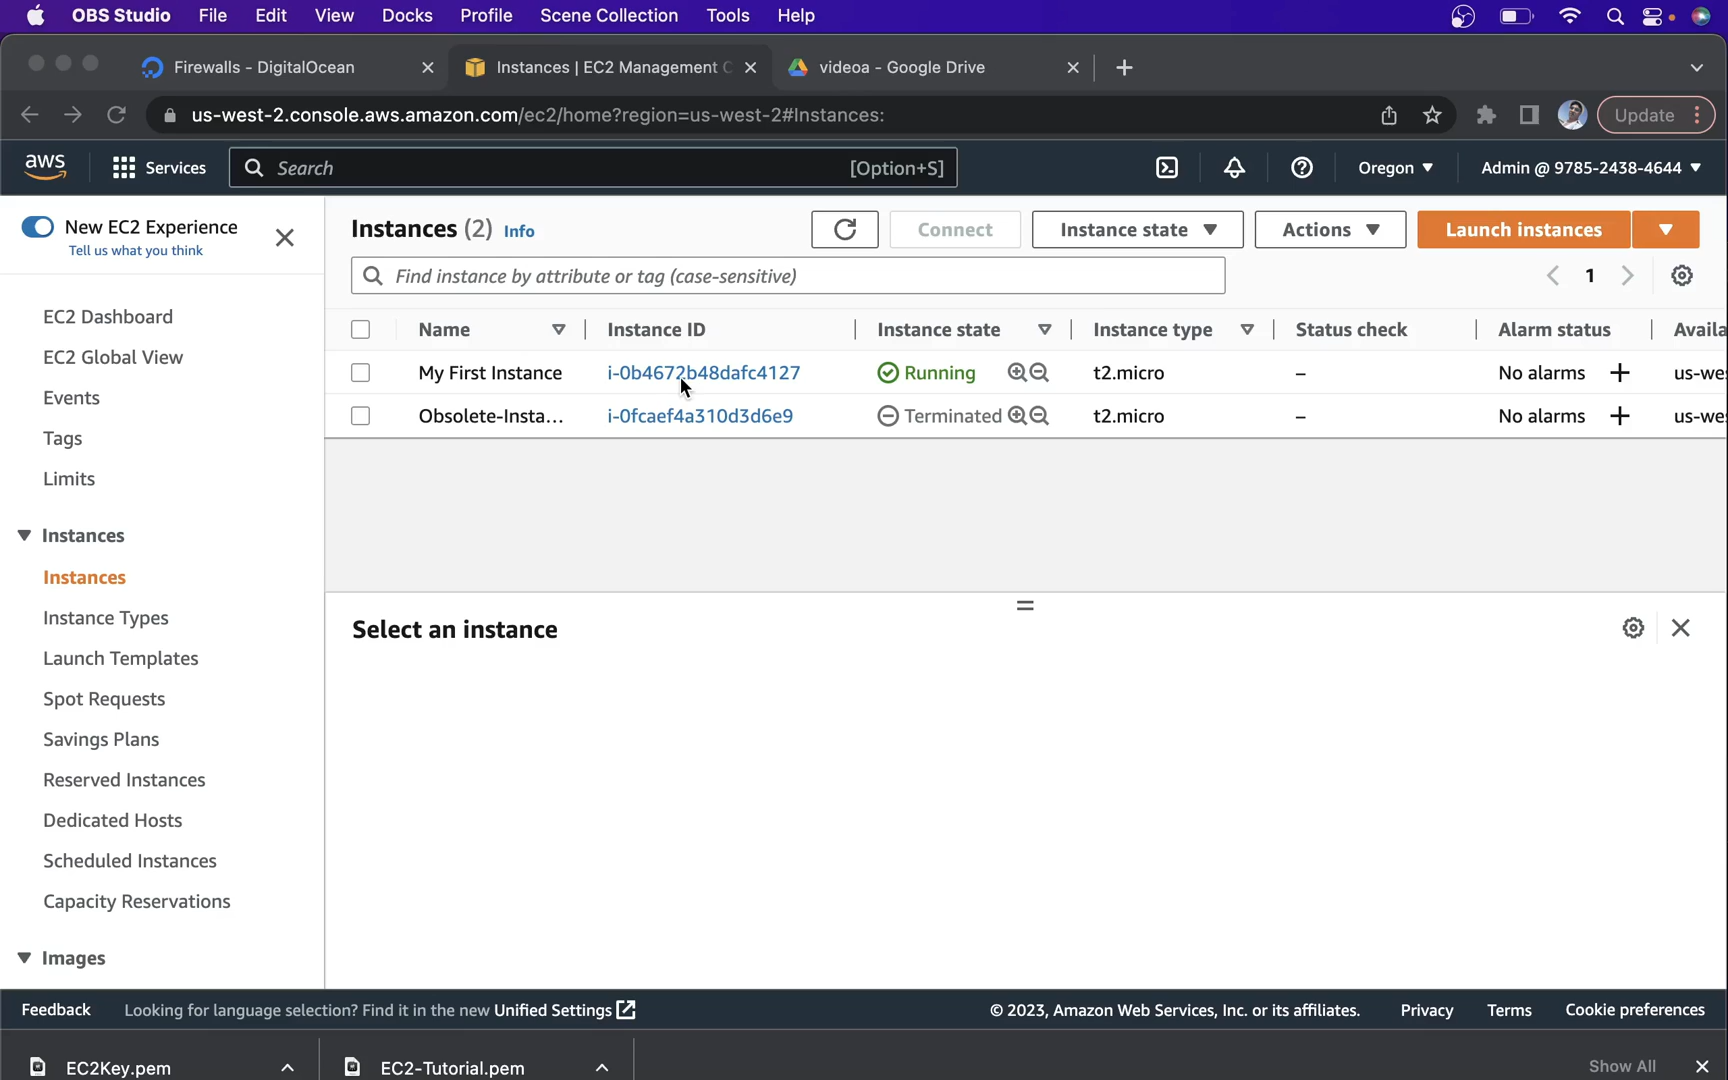 OBS Studio File Edit View Docks Profile Scene Collection Tools Help
Firewalls - DigitalOcean Instances | EC2 Management C videoa - Google Drive
us-west-2.console.aws.amazon.com/ec2/home?region=us-west-2#Instances: Update
aws Services Search [Option+S] Oregon Admin @ 9785-2438-4644
New EC2 Experience
Tell us what you think
EC2 Dashboard
EC2 Global View
Events
Tags
Limits
Instances
Instances
Instance Types
Launch Templates
Spot Requests
Savings Plans
Reserved Instances
Dedicated Hosts
Scheduled Instances
Capacity Reservations
Images
Instances (2) Info Connect Instance state Actions Launch instances
Find instance by attribute or tag (case-sensitive) 1
Name Instance ID Instance state Instance type Status check Alarm status Availa
My First Instance i-0b4672b48dafc4127 Running t2.micro – No alarms + us-wes
Obsolete-Insta... i-0fcaef4a310d3d6e9 Terminated t2.micro – No alarms + us-wes
Select an instance
Feedback Looking for language selection? Find it in the new Unified Settings © 2023, Amazon Web Services, Inc. or its affiliates. Privacy Terms Cookie preferences
EC2Key.pem EC2-Tutorial.pem Show All